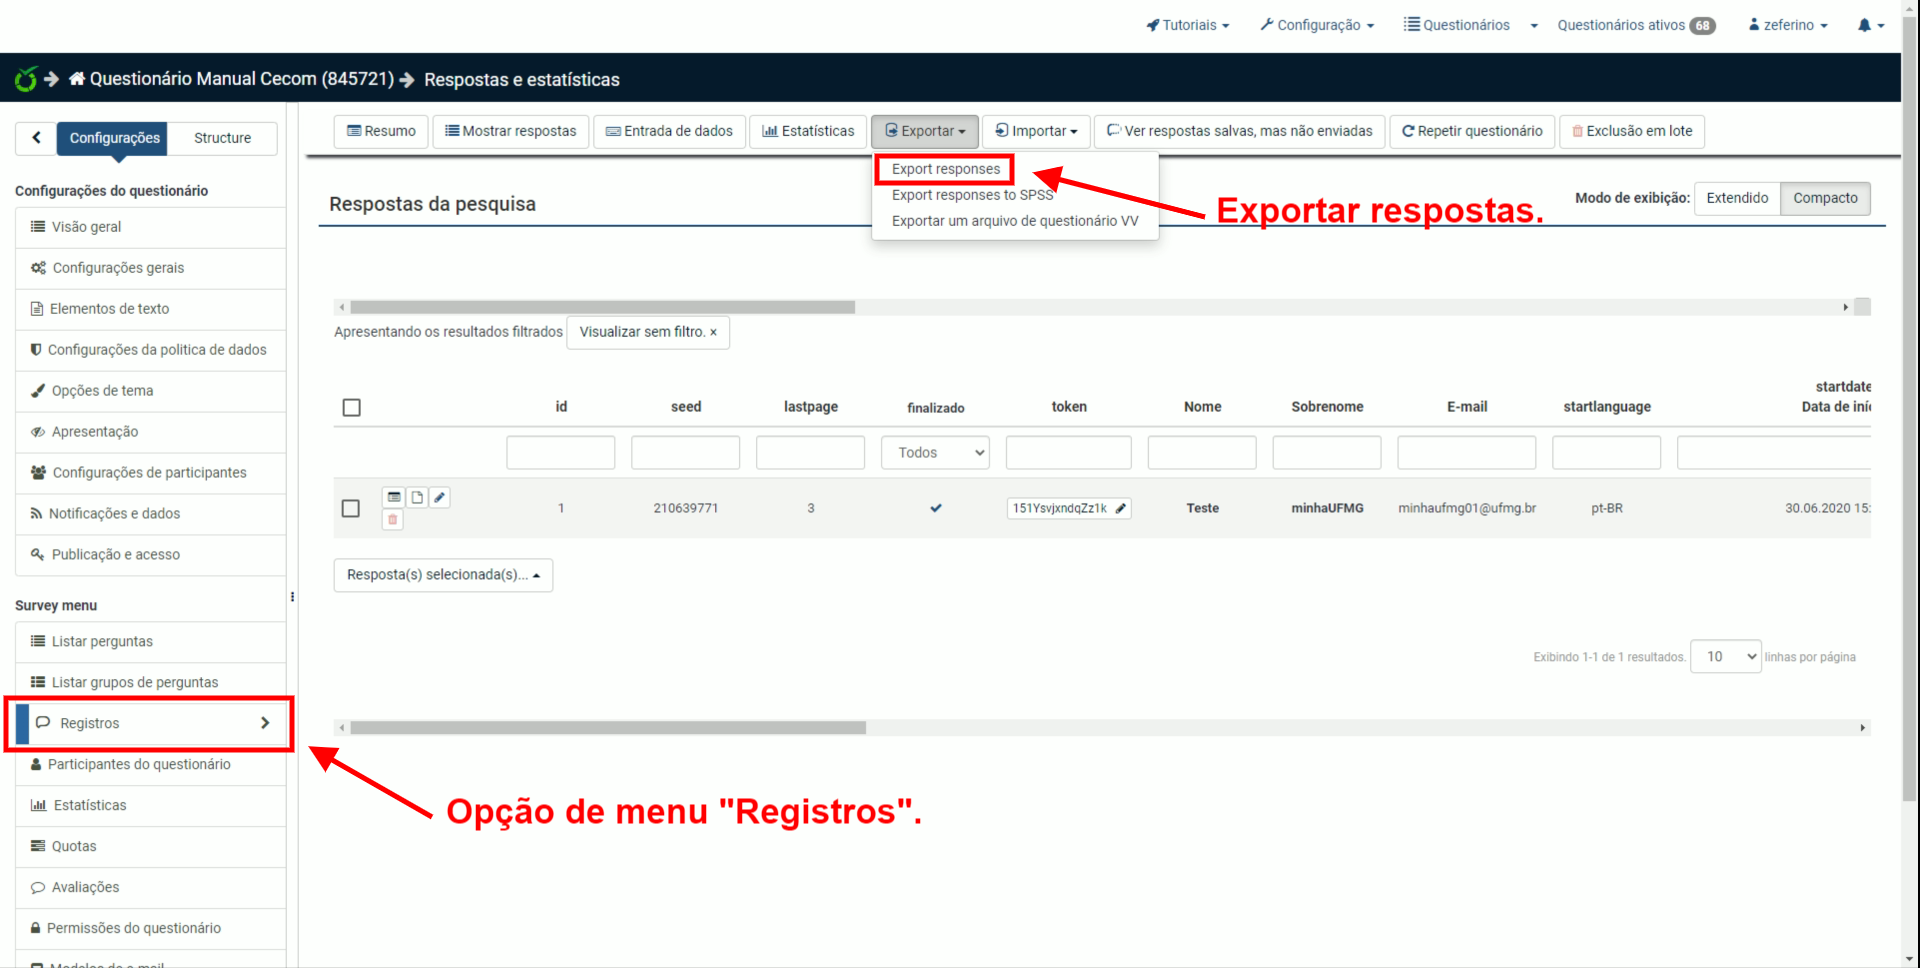 Tutoriais Configuração Questionários Questionários ativos 68 zeferino
Questionário Manual Cecom (845721) Respostas e estatísticas
Configurações Structure
Resumo Mostrar respostas Entrada de dados Estatísticas Exportar Importar Ver respostas salvas, mas não enviadas Repetir questionário Exclusão em lote
Export responses
Export responses to SPSS
Exportar um arquivo de questionário VV
Exportar respostas.
Respostas da pesquisa
Modo de exibição: Extendido Compacto
Configurações do questionário
Visão geral
Configurações gerais
Elementos de texto
Configurações da politica de dados
Opções de tema
Apresentação
Configurações de participantes
Notificações e dados
Publicação e acesso
Apresentando os resultados filtrados Visualizar sem filtro. ×
startdate
id seed lastpage finalizado token Nome Sobrenome E-mail startlanguage Data de iníc
Todos
1 210639771 3 151YsvjxndqZz1k Teste minhaUFMG minhaufmg01@ufmg.br pt-BR 30.06.2020 15:
Resposta(s) selecionada(s)...
Exibindo 1-1 de 1 resultados. 10 linhas por página
Survey menu
Listar perguntas
Listar grupos de perguntas
Registros
Participantes do questionário
Estatísticas
Quotas
Avaliações
Permissões do questionário
Modelos de e-mail
Opção de menu "Registros".